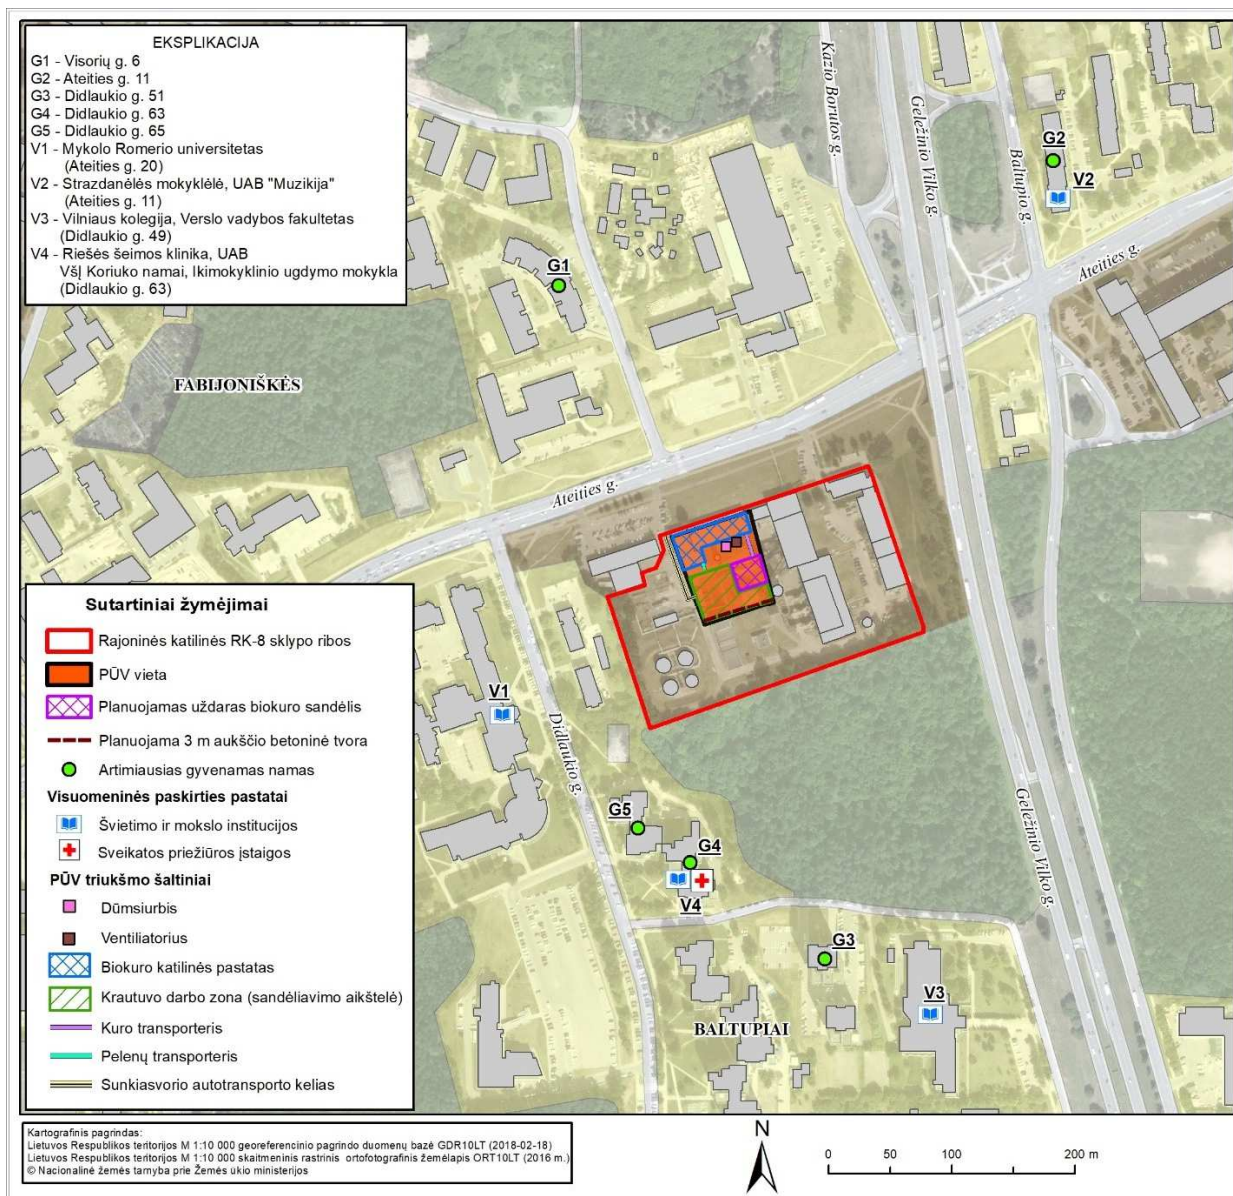 EKSPLIKACIJA
G1 - Visorių g. 6
G2 - Ateities g. 11
G3 - Didlaukio g. 51
G4 - Didlaukio g. 63
G5 - Didlaukio g. 65
V1 - Mykolo Romerio universitetas
(Ateities g. 20)
V2 - Strazdanėlės mokyklėlė, UAB "Muzikija"
(Ateities g. 11)
V3 - Vilniaus kolegija, Verslo vadybos fakultetas
(Didlaukio g. 49)
V4 - Riešės šeimos klinika, UAB
VšĮ Koriuko namai, Ikimokyklinio ugdymo mokykla
(Didlaukio g. 63)
Kazio Borutos g.
Geležinio Vilko g.
Baltupio g.
G2
V2
Ateities g.
G1
FABIJONIŠKĖS
Ateities g.
V1
Didlaukio g.
G5
G4
V4
G3
V3
BALTUPIAI
Geležinio Vilko g.
Sutartiniai žymėjimai
Rajoninės katilinės RK-8 sklypo ribos
PŪV vieta
Planuojamas uždaras biokuro sandėlis
Planuojama 3 m aukščio betoninė tvora
Artimiausias gyvenamas namas
Visuomeninės paskirties pastatai
Švietimo ir mokslo institucijos
Sveikatos priežiūros įstaigos
PŪV triukšmo šaltiniai
Dūmsiurbis
Ventiliatorius
Biokuro katilinės pastatas
Krautuvo darbo zona (sandėliavimo aikštelė)
Kuro transporteris
Pelenų transporteris
Sunkiasvorio autotransporto kelias
Kartografinis pagrindas:
Lietuvos Respublikos teritorijos M 1:10 000 georeferencinio pagrindo duomenų bazė GDR10LT (2018-02-18)
Lietuvos Respublikos teritorijos M 1:10 000 skaitmeninis rastrinis ortofotografinis žemėlapis ORT10LT (2016 m.)
© Nacionalinė žemės tarnyba prie Žemės ūkio ministerijos
N
0 50 100 200 m